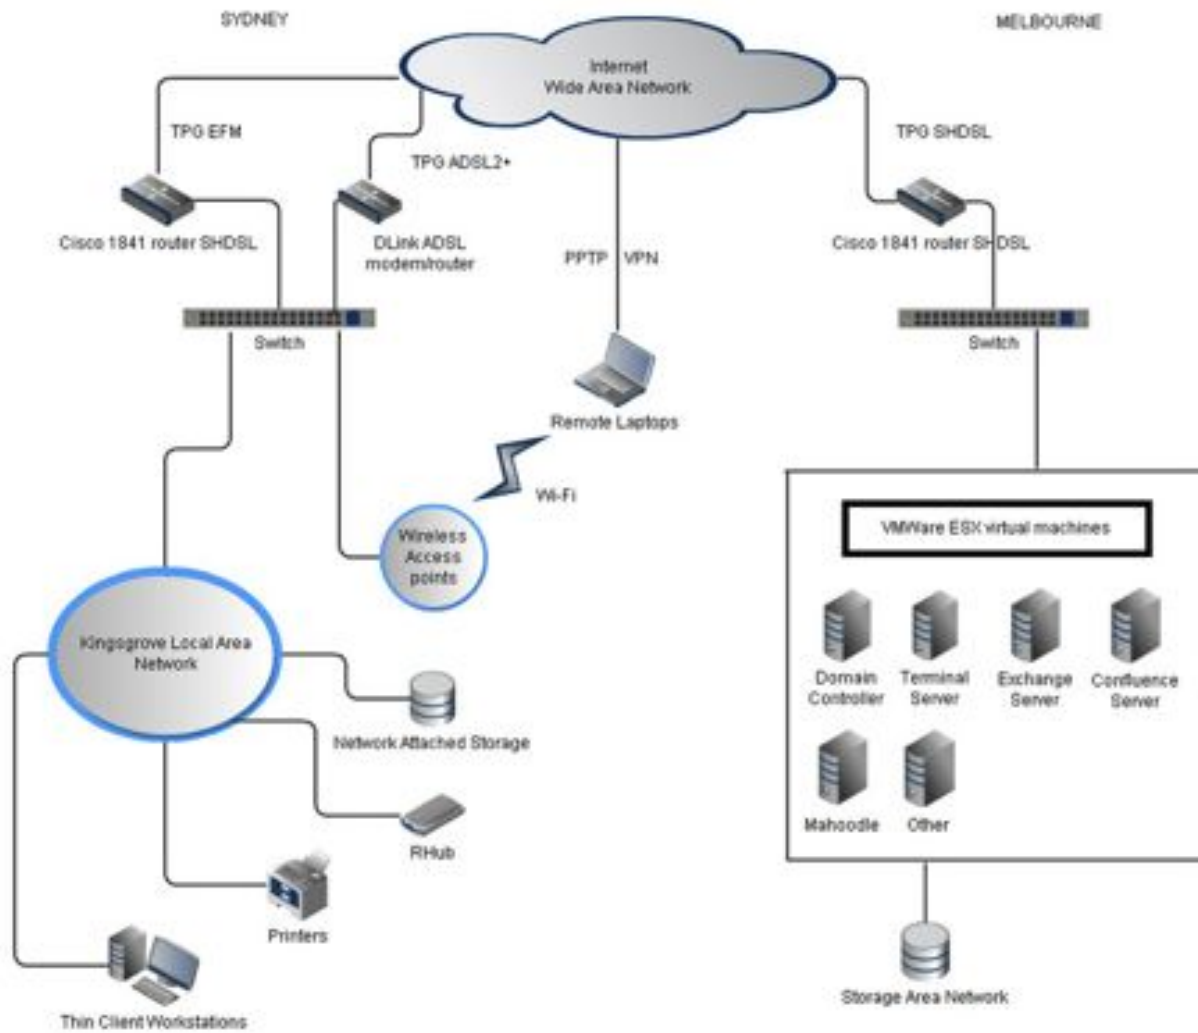 SYDNEY
MELBOURNE
Internet
Wide Area Network
TPG EFM
TPG ADSL2+
TPG SHDSL
Cisco 1841 router SHDSL
DLink ADSL
modem/router
PPTP VPN
Cisco 1841 router SHDSL
Switch
Switch
Remote Laptops
Wi-Fi
Wireless
Access
points
VMWare ESX virtual machines
Kingsgrove Local Area
Network
Domain
Controller
Terminal
Server
Exchange
Server
Confluence
Server
Network Attached Storage
Mahoodle
Other
RHub
Printers
Storage Area Network
Thin Client Workstations